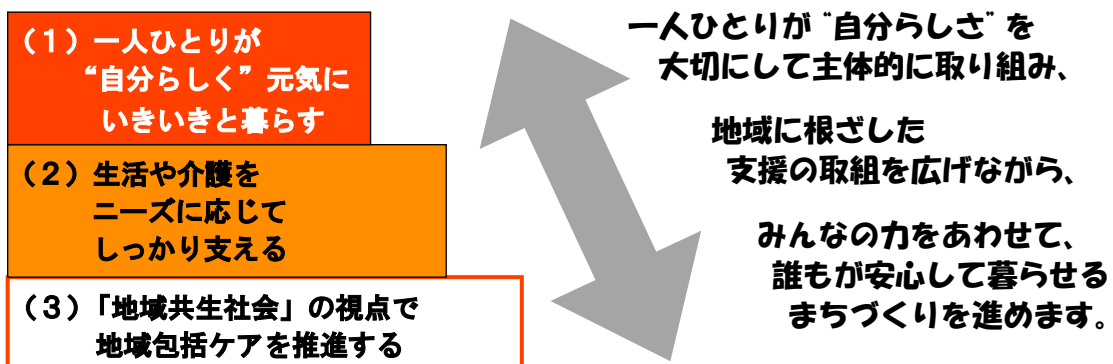 （1）一人ひとりが
“自分らしく”元気に
いきいきと暮らす
（2）生活や介護を
ニーズに応じて
しっかり支える
（3）「地域共生社会」の視点で
地域包括ケアを推進する
一人ひとりが“自分らしさ”を
大切にして主体的に取り組み、
地域に根ざした
支援の取組を広げながら、
みんなの力をあわせて、
誰もが安心して暮らせる
まちづくりを進めます。